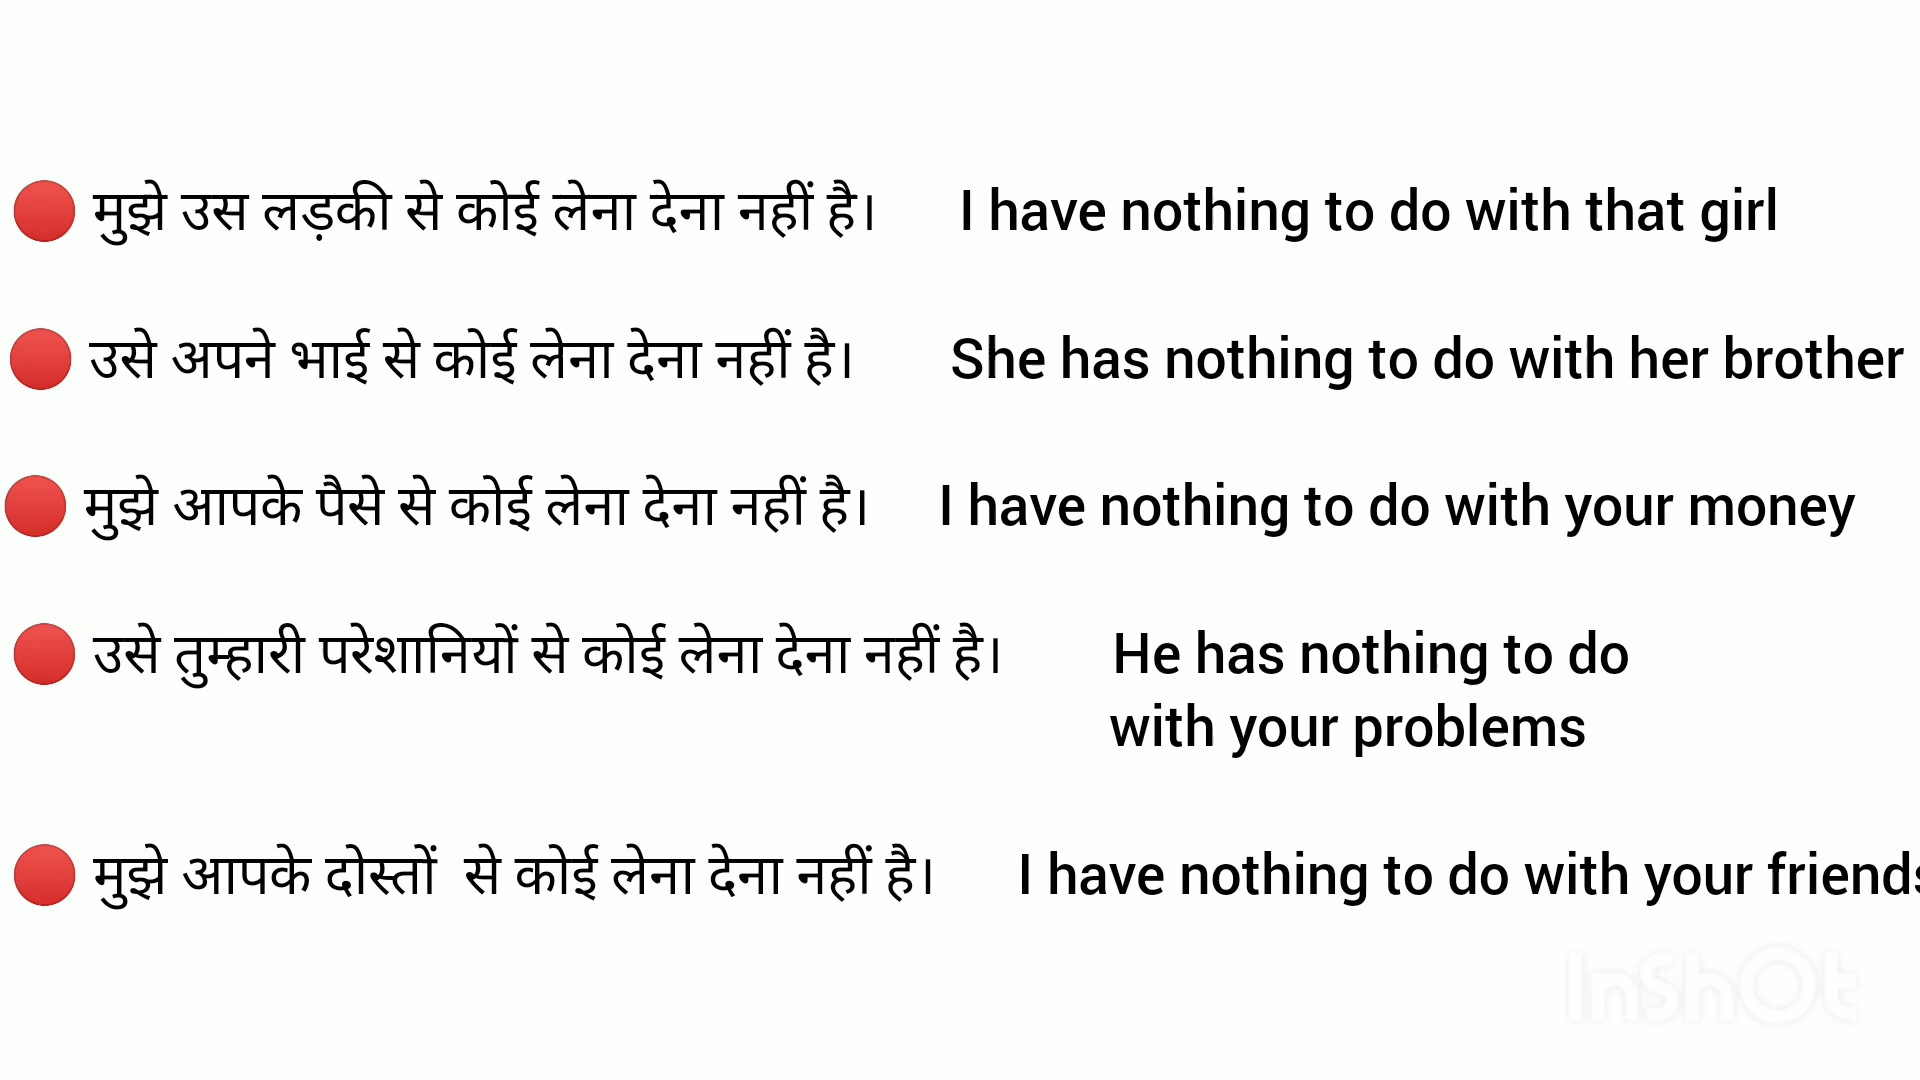 मुझे उस लड़की से कोई लेना देना नहीं है। I have nothing to do with that girl
उसे अपने भाई से कोई लेना देना नहीं है। She has nothing to do with her brother
मुझे आपके पैसे से कोई लेना देना नहीं है। I have nothing to do with your money
उसे तुम्हारी परेशानियों से कोई लेना देना नहीं है। He has nothing to do
with your problems
मुझे आपके दोस्तों से कोई लेना देना नहीं है। I have nothing to do with your friends
InShOt